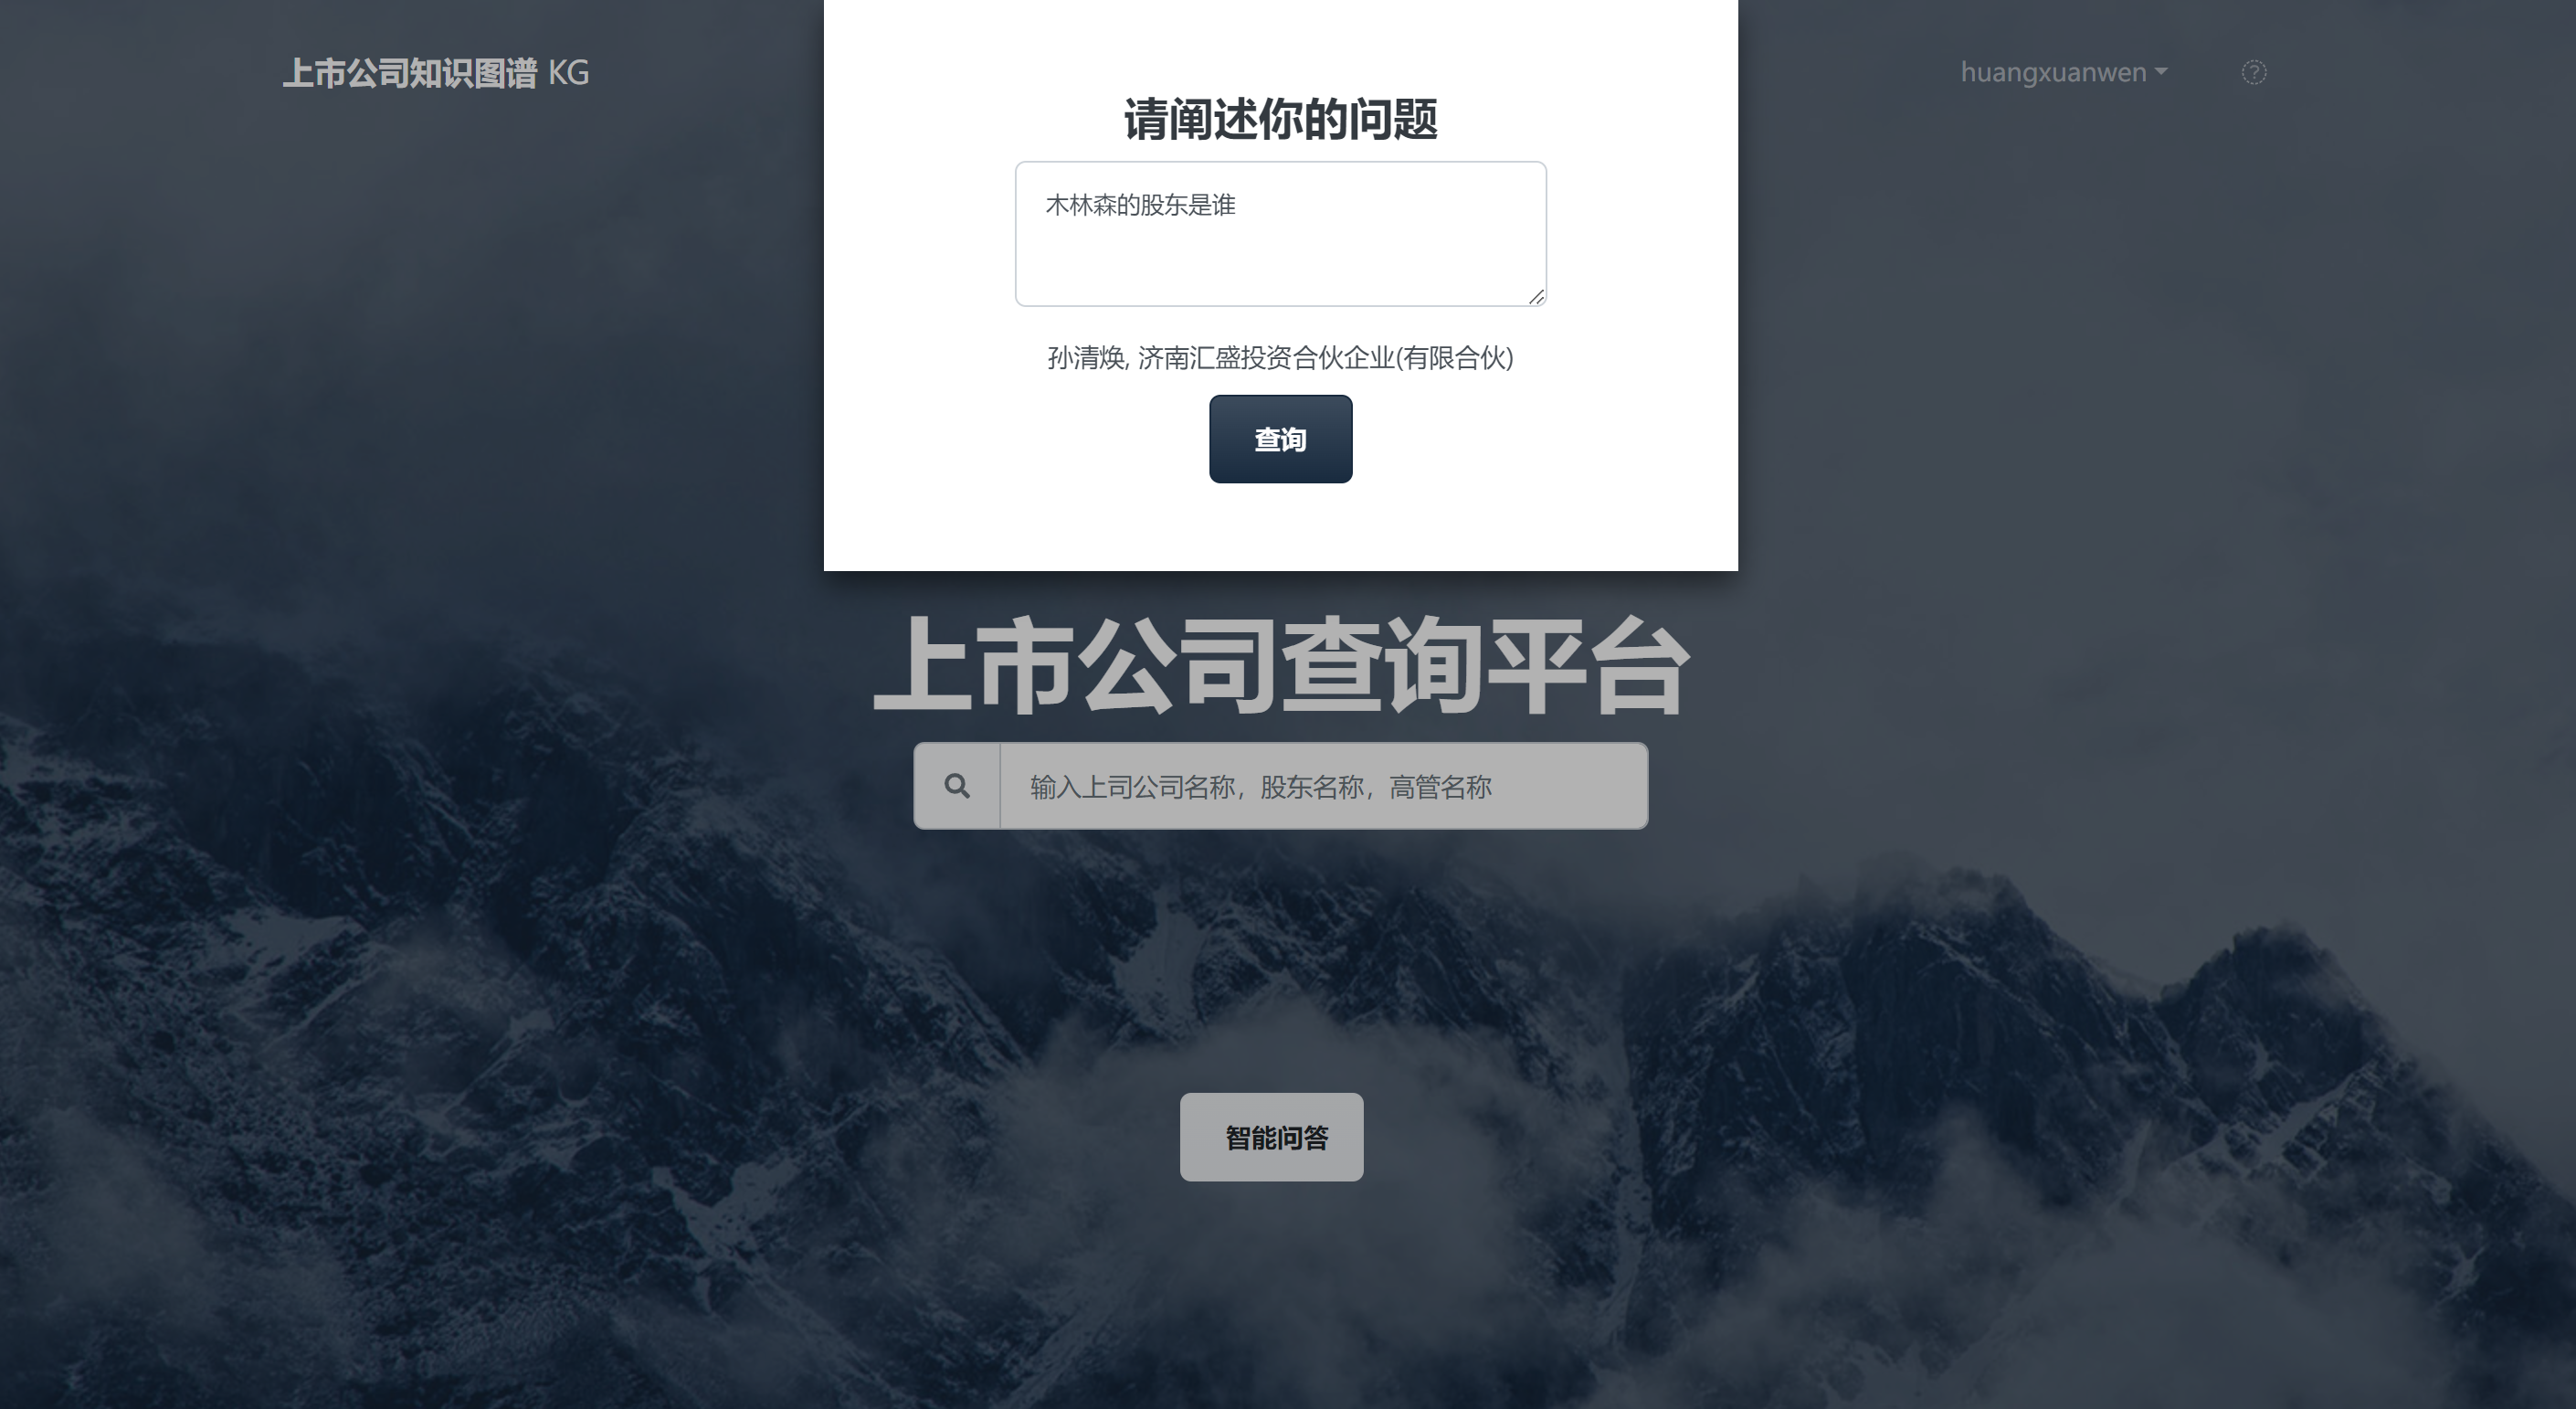 上市公司知识图谱 KG
huangxuanwen
请阐述你的问题
木林森的股东是谁
孙清焕, 济南汇盛投资合伙企业(有限合伙)
查询
上市公司查询平台
输入上司公司名称，股东名称，高管名称
智能问答